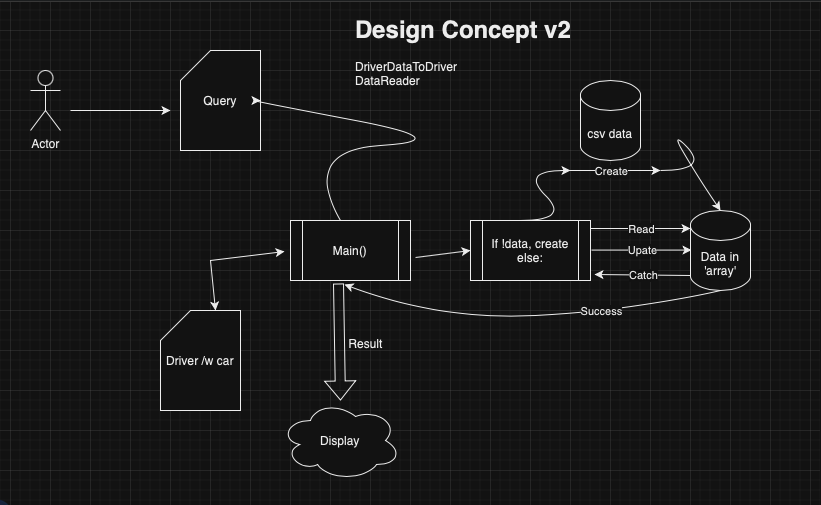 Design Concept v2
DriverDataToDriver
DataReader
Query
Actor
csv data
Create
Main()
If !data, create
else:
Read
Upate
Catch
Data in
'array'
Success
Result
Driver /w car
Display